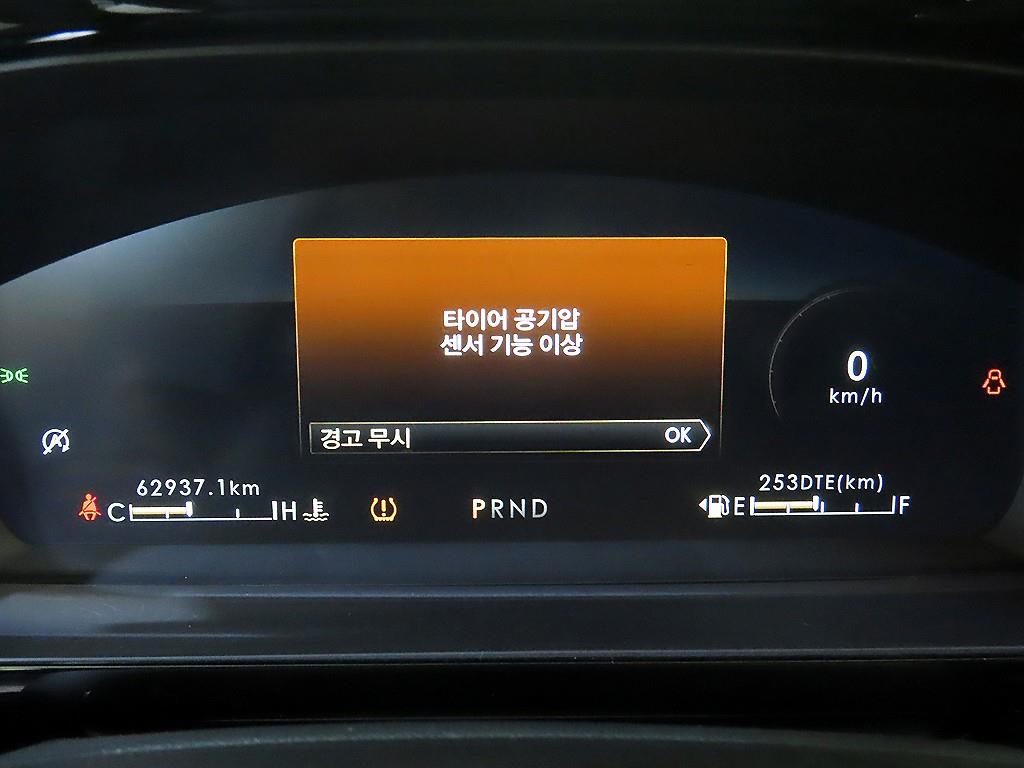 타이어 공기압
센서 기능 이상
경고 무시 OK
0
km/h
62937.1km
C H
PRND
253DTE(km)
E F